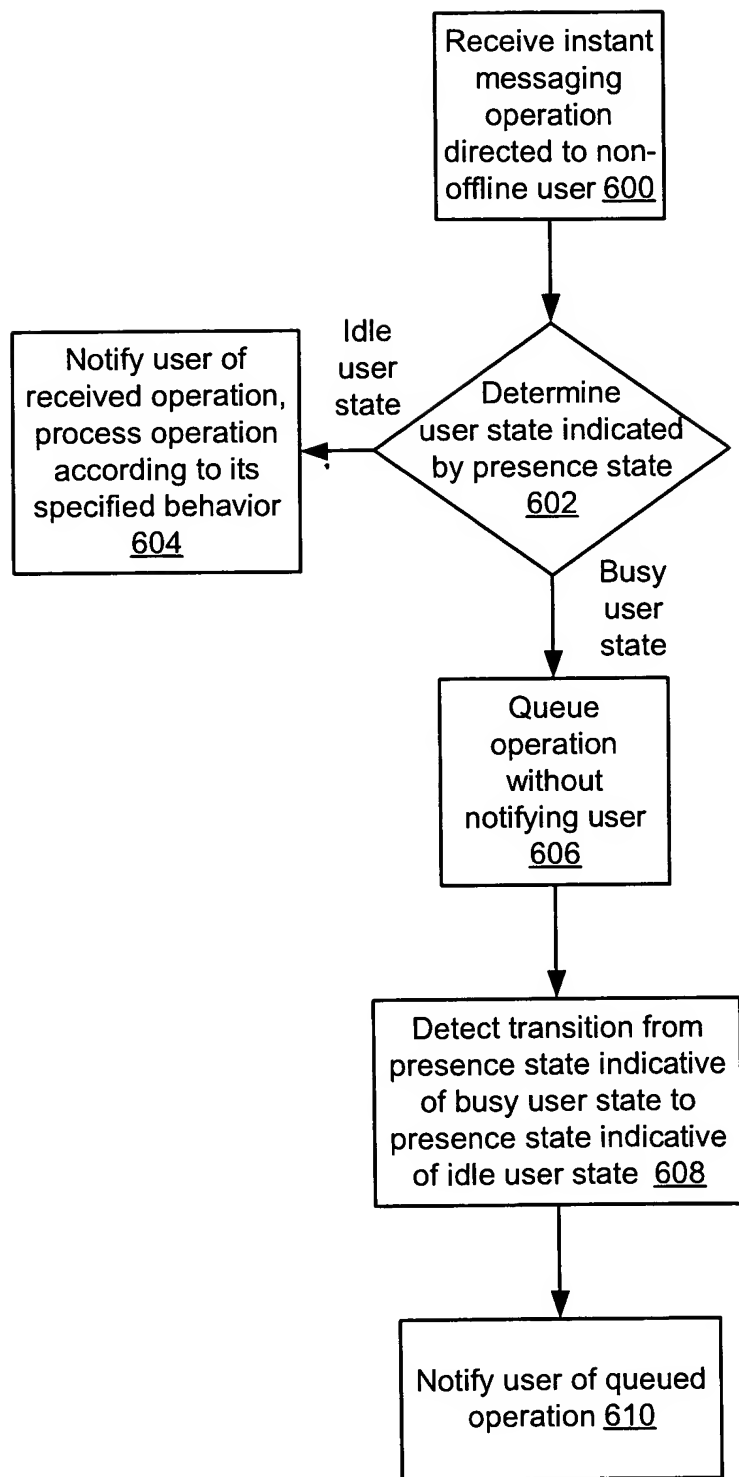 Receive instant
messaging
operation
directed to non-
offline user 600
Idle
user
state
Notify user of
received operation,
process operation
according to its
specified behavior
604
Determine
user state indicated
by presence state
602
Busy
user
state
Queue
operation
without
notifying user
606
Detect transition from
presence state indicative
of busy user state to
presence state indicative
of idle user state 608
Notify user of queued
operation 610